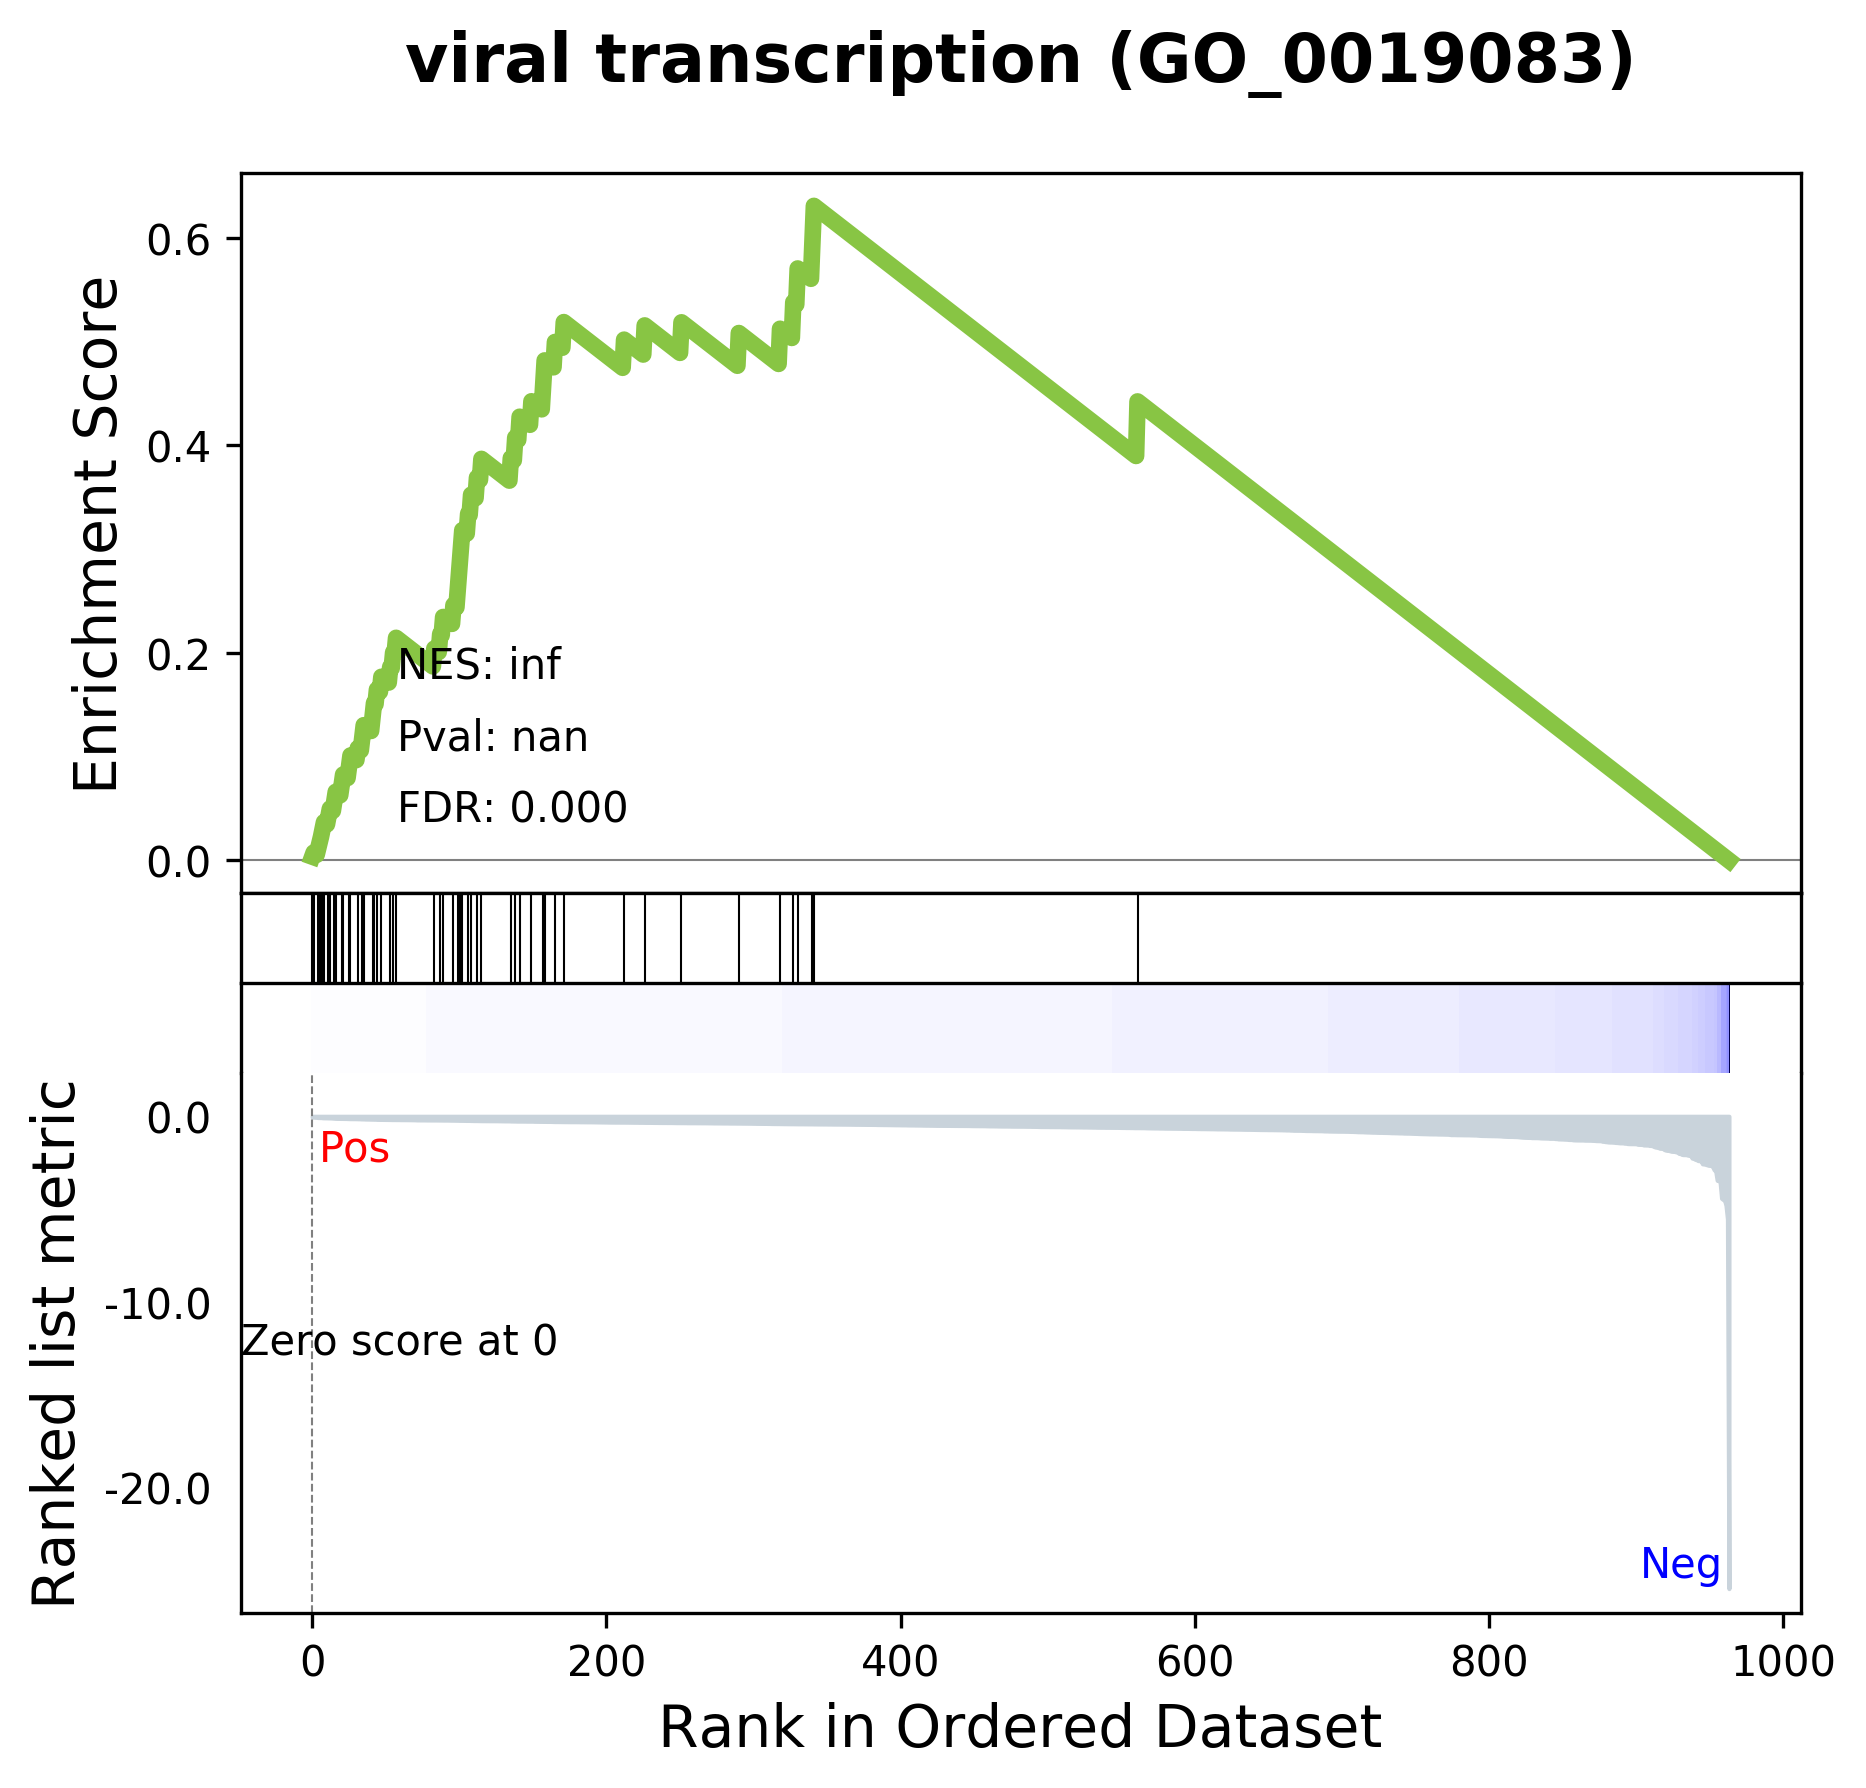 viral transcription (GO_0019083)
Enrichment Score
0.6
0.4
0.2
0.0
NES: inf
Pval: nan
FDR: 0.000
Ranked list metric
0.0
-10.0
-20.0
Pos
Zero score at 0
Neg
0 200 400 600 800 1000
Rank in Ordered Dataset